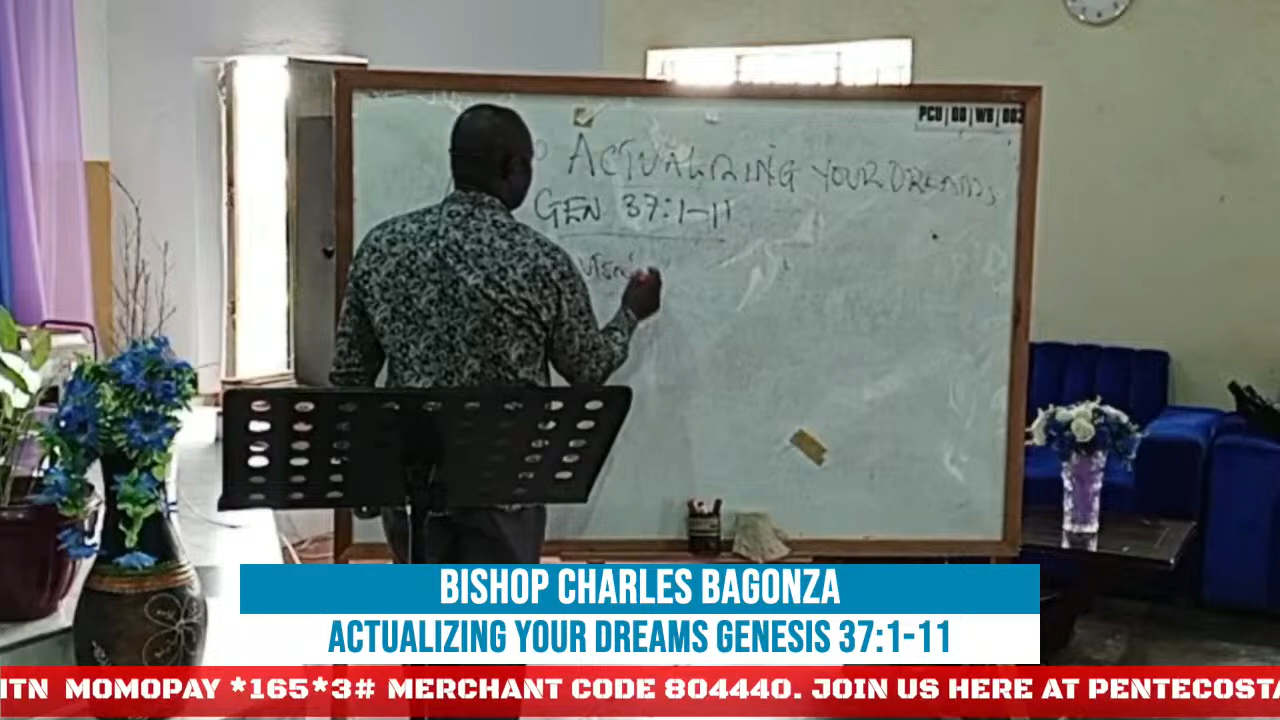 PCU | 00 | WB | 003
ACTUALIZING YOUR DREAMS
GEN 37:1-11
BISHOP CHARLES BAGONZA
ACTUALIZING YOUR DREAMS GENESIS 37:1-11
ITN MOMOPAY *165*3# MERCHANT CODE 804440. JOIN US HERE AT PENTECOSTA